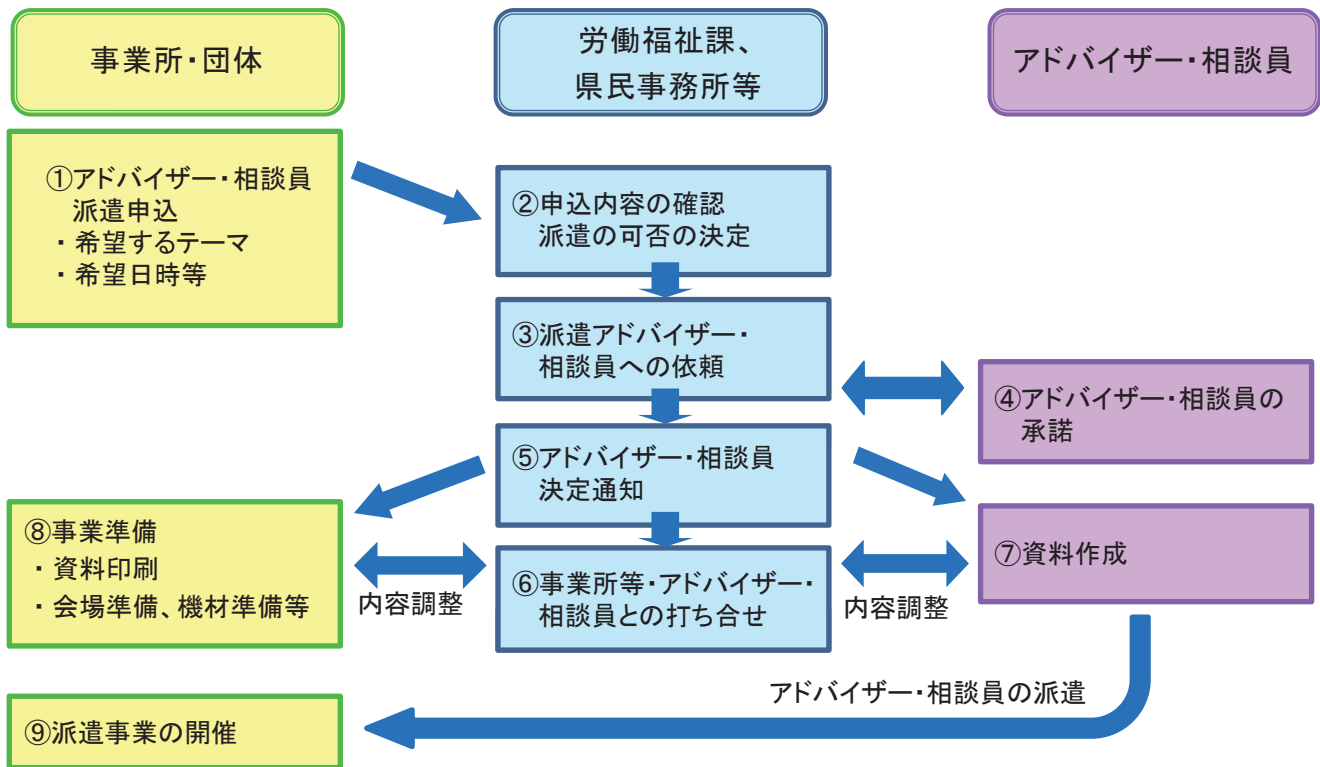 事業所・団体
労働福祉課、
県民事務所等
アドバイザー・相談員
①アドバイザー・相談員
派遣申込
・希望するテーマ
・希望日時等
②申込内容の確認
派遣の可否の決定
③派遣アドバイザー・
相談員への依頼
④アドバイザー・相談員の
承諾
⑤アドバイザー・相談員
決定通知
⑧事業準備
・資料印刷
・会場準備、機材準備等
内容調整
⑥事業所等・アドバイザー・
相談員との打ち合せ
内容調整
⑦資料作成
アドバイザー・相談員の派遣
⑨派遣事業の開催